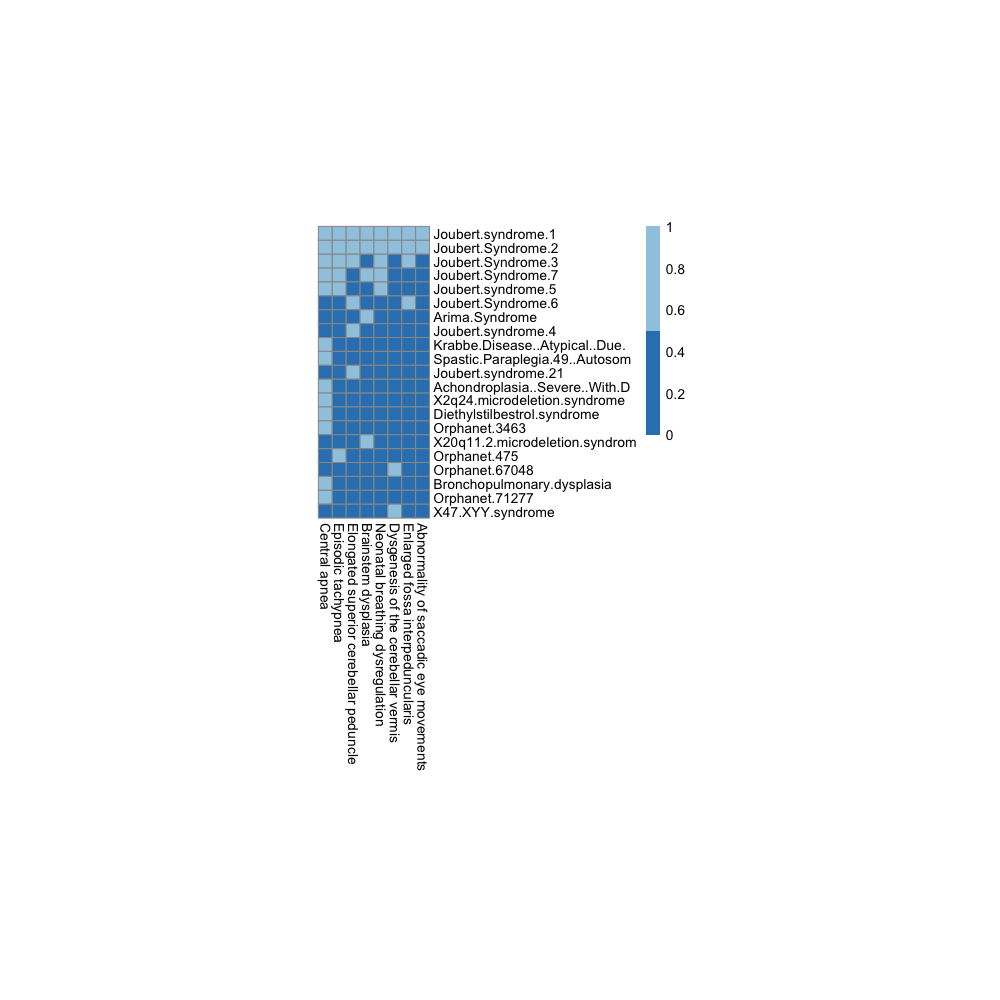 Joubert.syndrome.1
Joubert.Syndrome.2
Joubert.Syndrome.3
Joubert.Syndrome.7
Joubert.syndrome.5
Joubert.Syndrome.6
Arima.Syndrome
Joubert.syndrome.4
Krabbe.Disease..Atypical..Due.
Spastic.Paraplegia.49..Autosom
Joubert.syndrome.21
Achondroplasia..Severe..With.D
X2q24.microdeletion.syndrome
Diethylstilbestrol.syndrome
Orphanet.3463
X20q11.2.microdeletion.syndrom
Orphanet.475
Orphanet.67048
Bronchopulmonary.dysplasia
Orphanet.71277
X47.XYY.syndrome
1
0.8
0.6
0.4
0.2
0
Central apnea
Episodic tachypnea
Elongated superior cerebellar peduncle
Brainstem dysplasia
Neonatal breathing dysregulation
Dysgenesis of the cerebellar vermis
Enlarged fossa interpeduncularis
Abnormality of saccadic eye movements